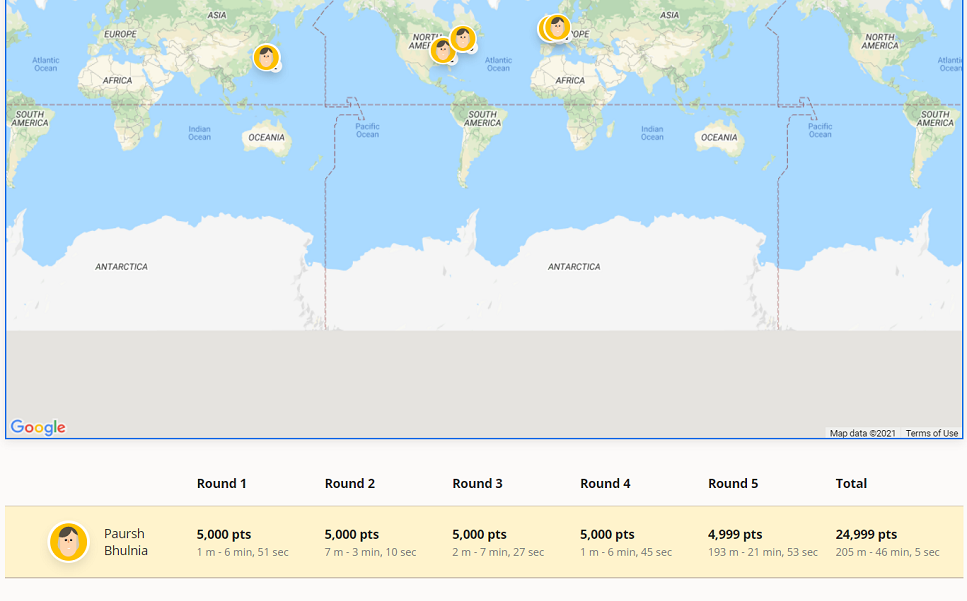 ASIA
ASIA
EUROPE
NORTH
AMERICA
NORTH
AMERICA
Atlantic
Ocean
Atlantic
Ocean
AFRICA
AFRICA
SOUTH
AMERICA
Indian
Ocean
OCEANIA
Pacific
Ocean
SOUTH
AMERICA
Indian
Ocean
OCEANIA
Pacific
Ocean
SOUTH
AMERICA
ANTARCTICA
ANTARCTICA
Google
Map data ©2021 Terms of Use
Round 1 Round 2 Round 3 Round 4 Round 5 Total
Paursh
Bhulnia
5,000 pts 5,000 pts 5,000 pts 5,000 pts 4,999 pts 24,999 pts
1 m - 6 min, 51 sec 7 m - 3 min, 10 sec 2 m - 7 min, 27 sec 1 m - 6 min, 45 sec 193 m - 21 min, 53 sec 205 m - 46 min, 5 sec